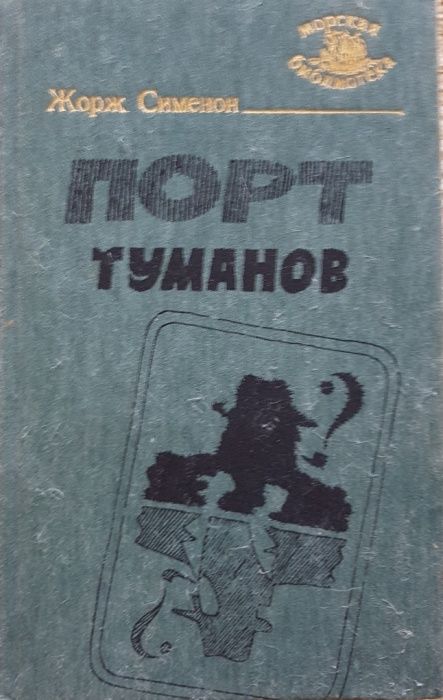 морская
библиотека
Жорж Сименон
ПОРТ
ТУМАНОВ